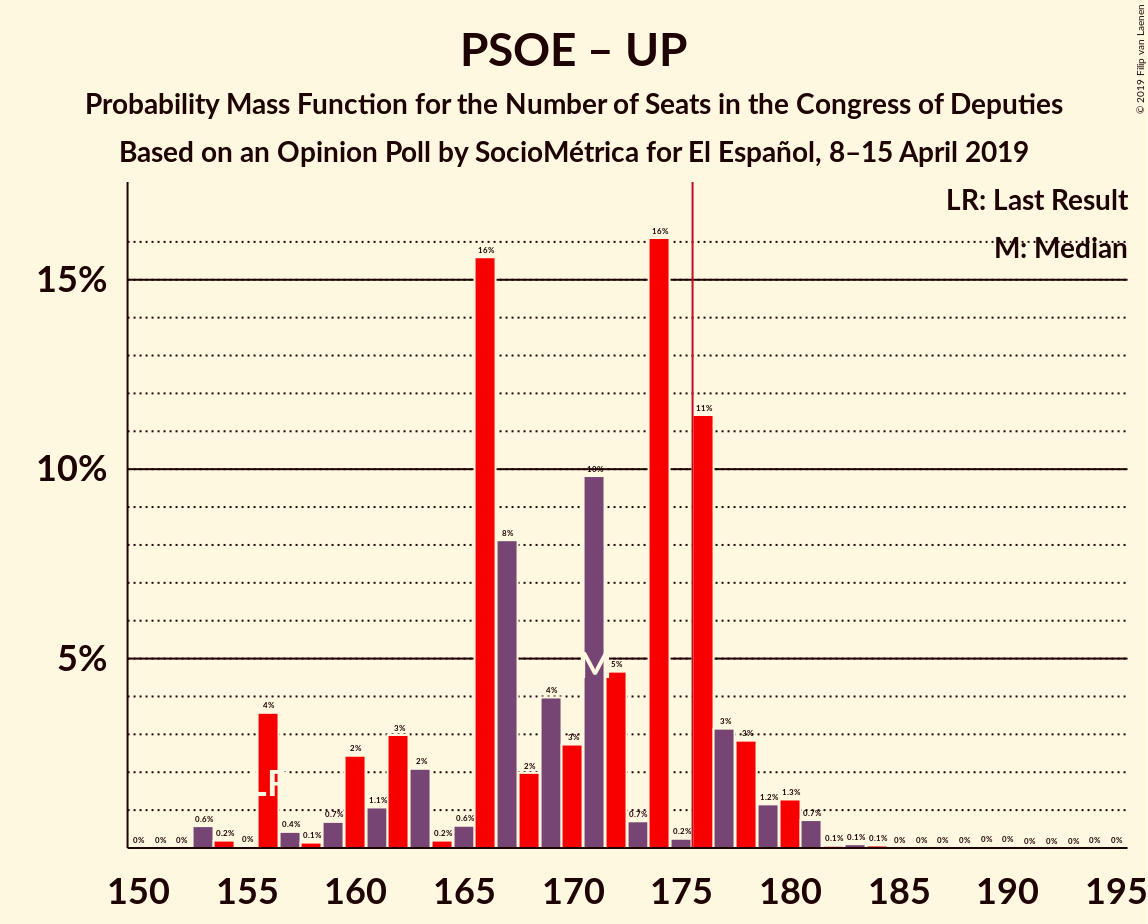 © 2019 Filip van Laenen
PSOE – UP
Probability Mass Function for the Number of Seats in the Congress of Deputies
Based on an Opinion Poll by SocioMétrica for El Español, 8–15 April 2019
LR: Last Result
M: Median
15%
10%
5%
0% 0% 0% 0.6% 0.2% 0% 4% 0.4% 0.1% 0.7% 2% 1.1% 3% 2% 0.2% 0.6% 16% 8% 2% 4% 3% 10% 5% 0.7% 16% 0.2% 11% 3% 3% 1.2% 1.3% 0.7% 0.1% 0.1% 0.1% 0% 0% 0% 0% 0% 0% 0% 0% 0% 0% 0%
LR
M
150 155 160 165 170 175 180 185 190 195